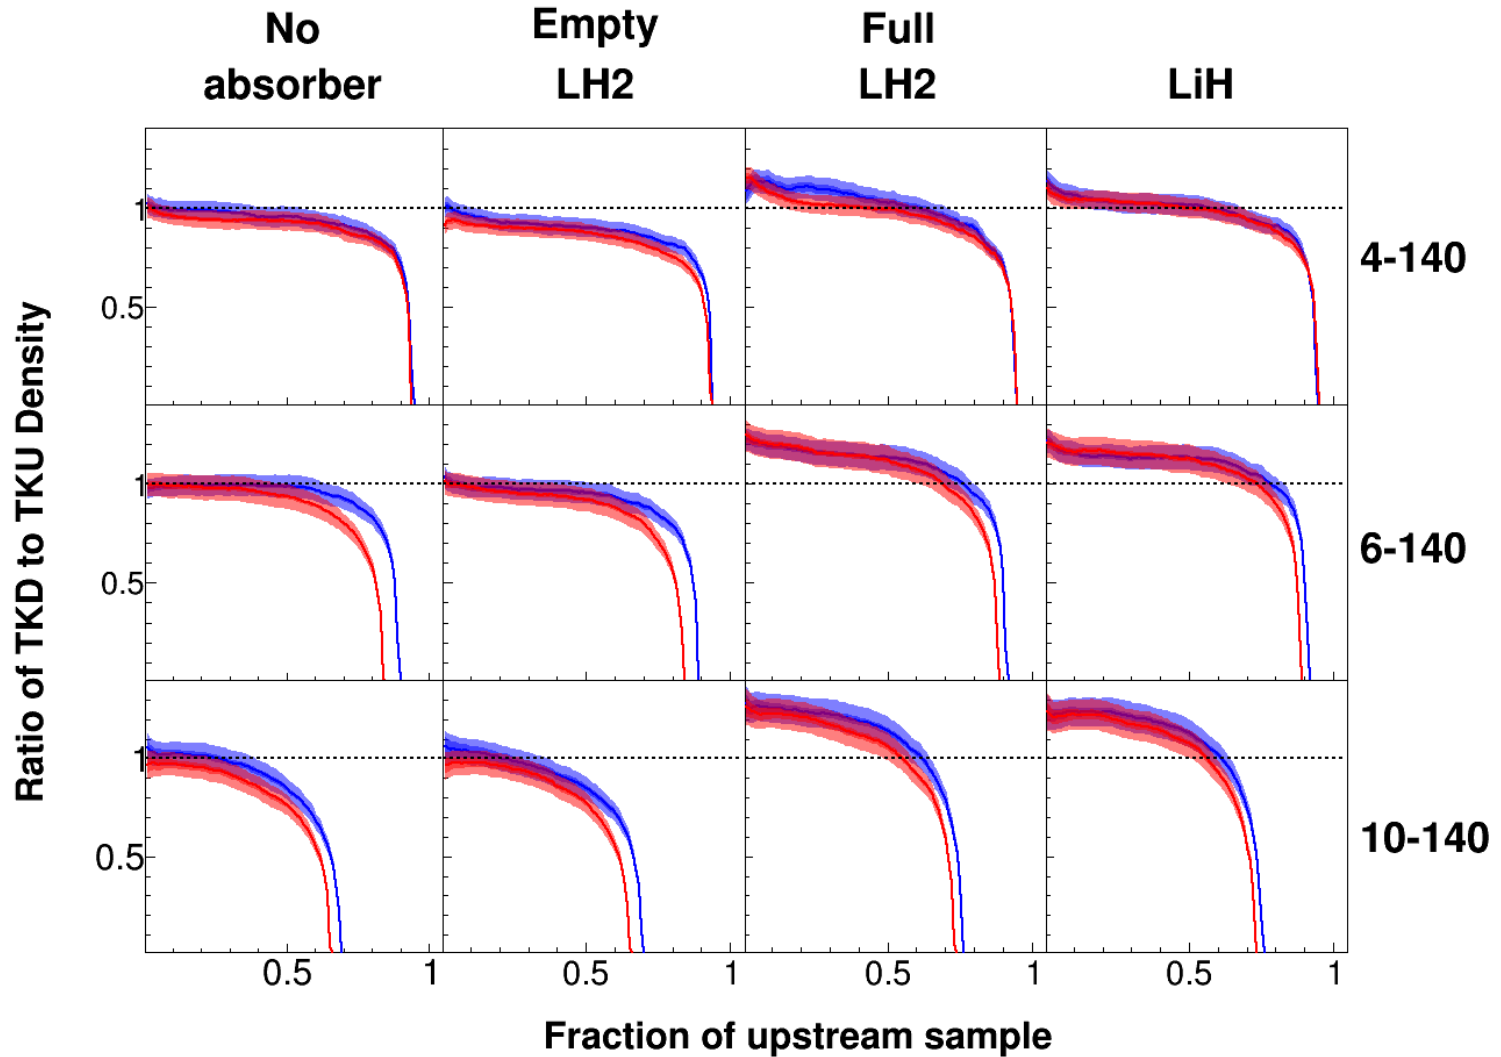 No
absorber
Empty
LH2
Full
LH2
LiH
Ratio of TKD to TKU Density
1
0.5
4-140
1
0.5
6-140
1
0.5
10-140
0.5 1 0.5 1 0.5 1 0.5 1
Fraction of upstream sample